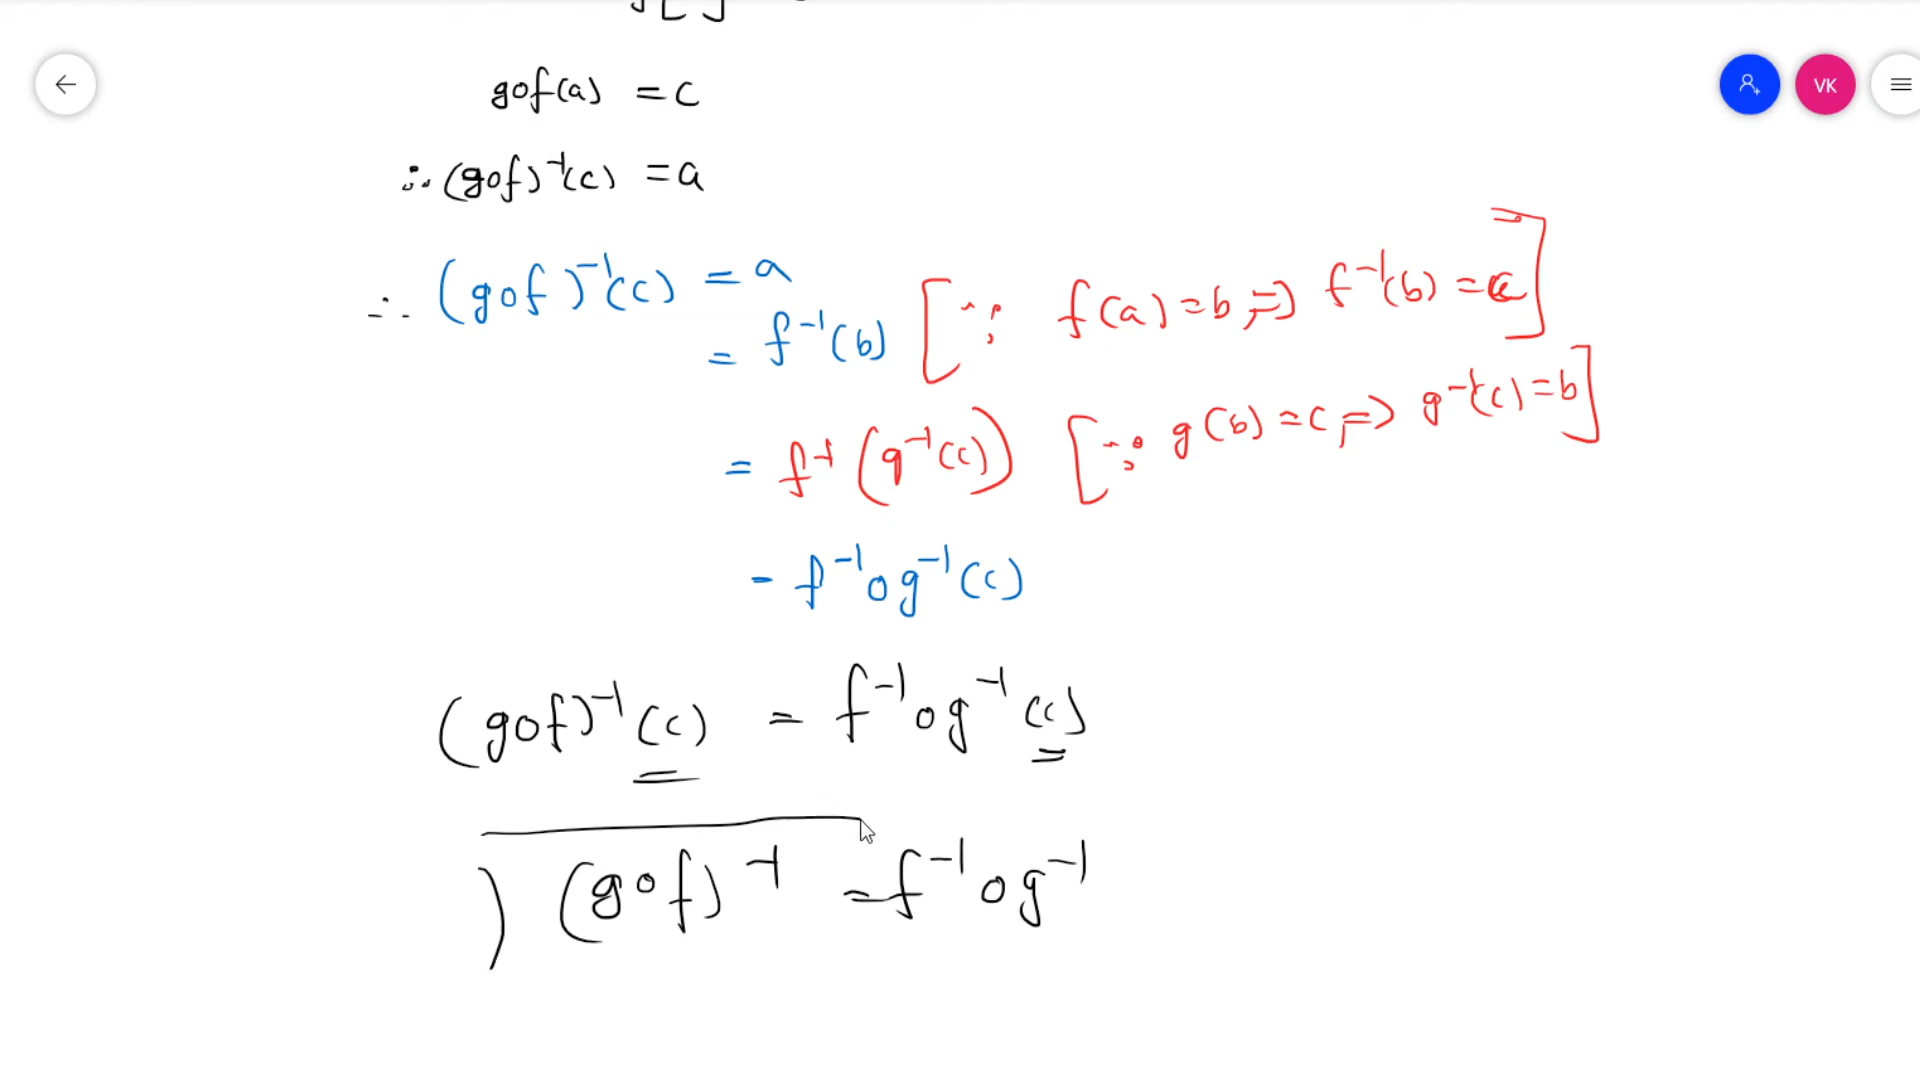 gof(a) = c
VK
∴ (gof)⁻¹(c) = a
∴ (gof)⁻¹(c) = a
= f⁻¹(b) [∵ f(a) = b, ⇒ f⁻¹(b) = a]
= f⁻¹(g⁻¹(c)) [∵ g(b) = c, ⇒ g⁻¹(c) = b]
- f⁻¹og⁻¹(c)
(gof)⁻¹(c) = f⁻¹og⁻¹(c)
(gof)⁻¹ = f⁻¹og⁻¹